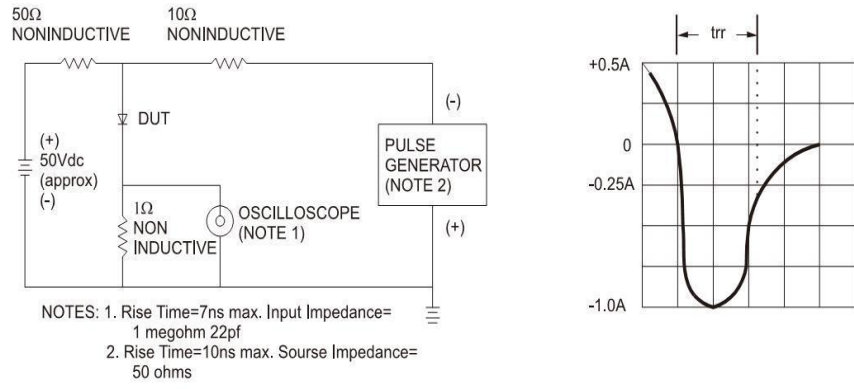 50Ω
NONINDUCTIVE
10Ω
NONINDUCTIVE
DUT
(+)
50Vdc
(approx)
(-)
1Ω
NON
INDUCTIVE
OSCILLOSCOPE
(NOTE 1)
(-)
PULSE
GENERATOR
(NOTE 2)
(+)
NOTES: 1. Rise Time=7ns max. Input Impedance=
1 megohm 22pf
2. Rise Time=10ns max. Sourse Impedance=
50 ohms
trr
+0.5A
0
-0.25A
-1.0A